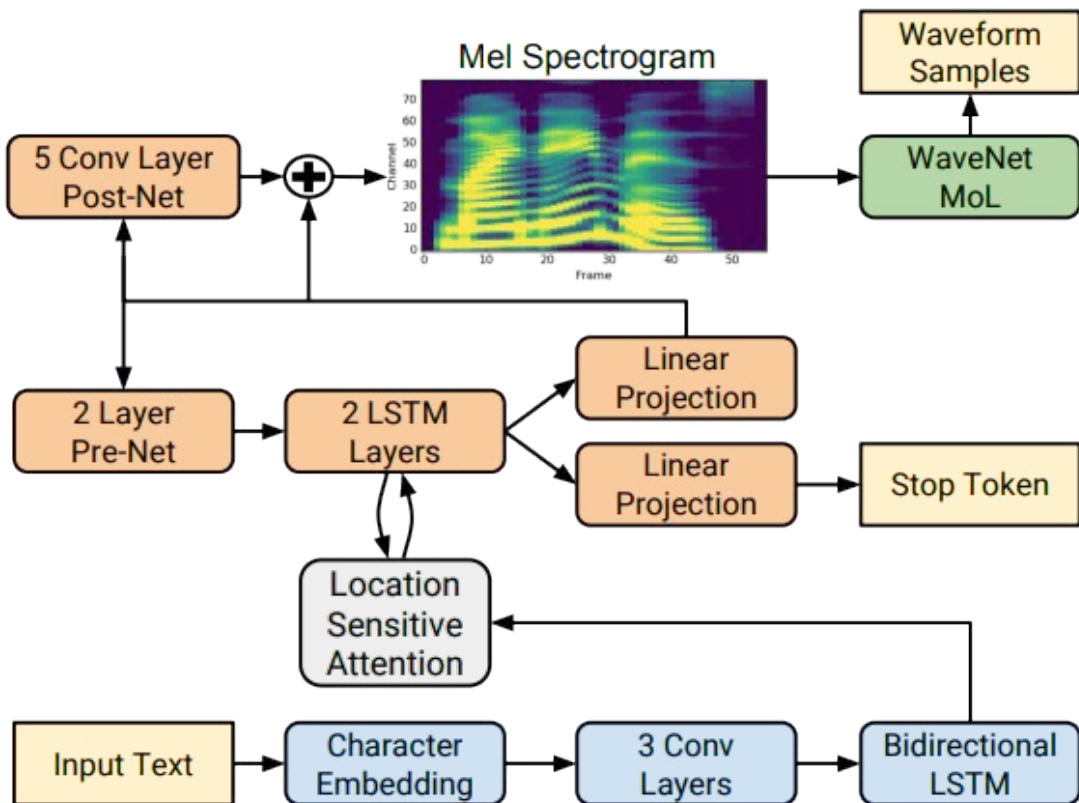 Mel Spectrogram
Waveform
Samples
5 Conv Layer
Post-Net
WaveNet
MoL
Channel
70
60
50
40
30
20
10
0
0 10 20 30 40 50
Frame
Linear
Projection
2 Layer
Pre-Net
2 LSTM
Layers
Linear
Projection
Stop Token
Location
Sensitive
Attention
Input Text
Character
Embedding
3 Conv
Layers
Bidirectional
LSTM